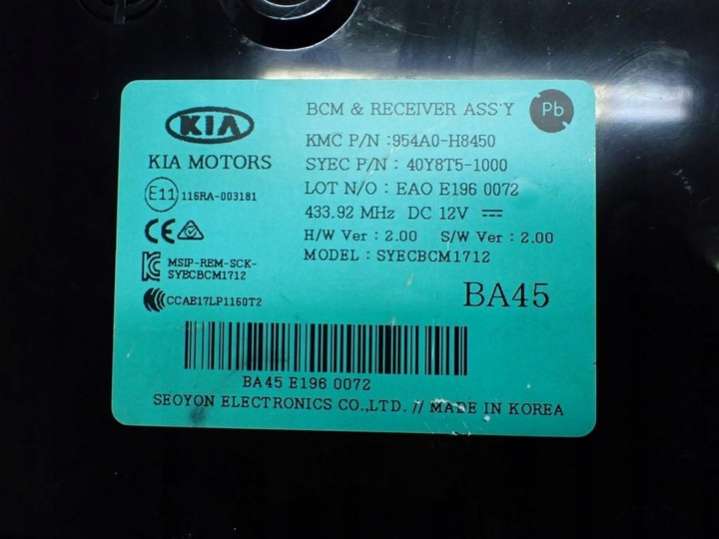 BCM & RECEIVER ASS'Y
Pb
KIA
KIA MOTORS
KMC P/N :954A0-H8450
SYEC P/N : 40Y8T5-1000
LOT N/O : EAO E196 0072
433.92 MHz DC 12V
H/W Ver : 2.00 S/W Ver : 2.00
MODEL : SYECBCM1712
E11 116RA-003181
CE
MSIP-REM-SCK-
SYECBCM1712
CCAB17LP1160T2
BA45
BA45 E196 0072
SEOYON ELECTRONICS CO.,LTD. // MADE IN KOREA